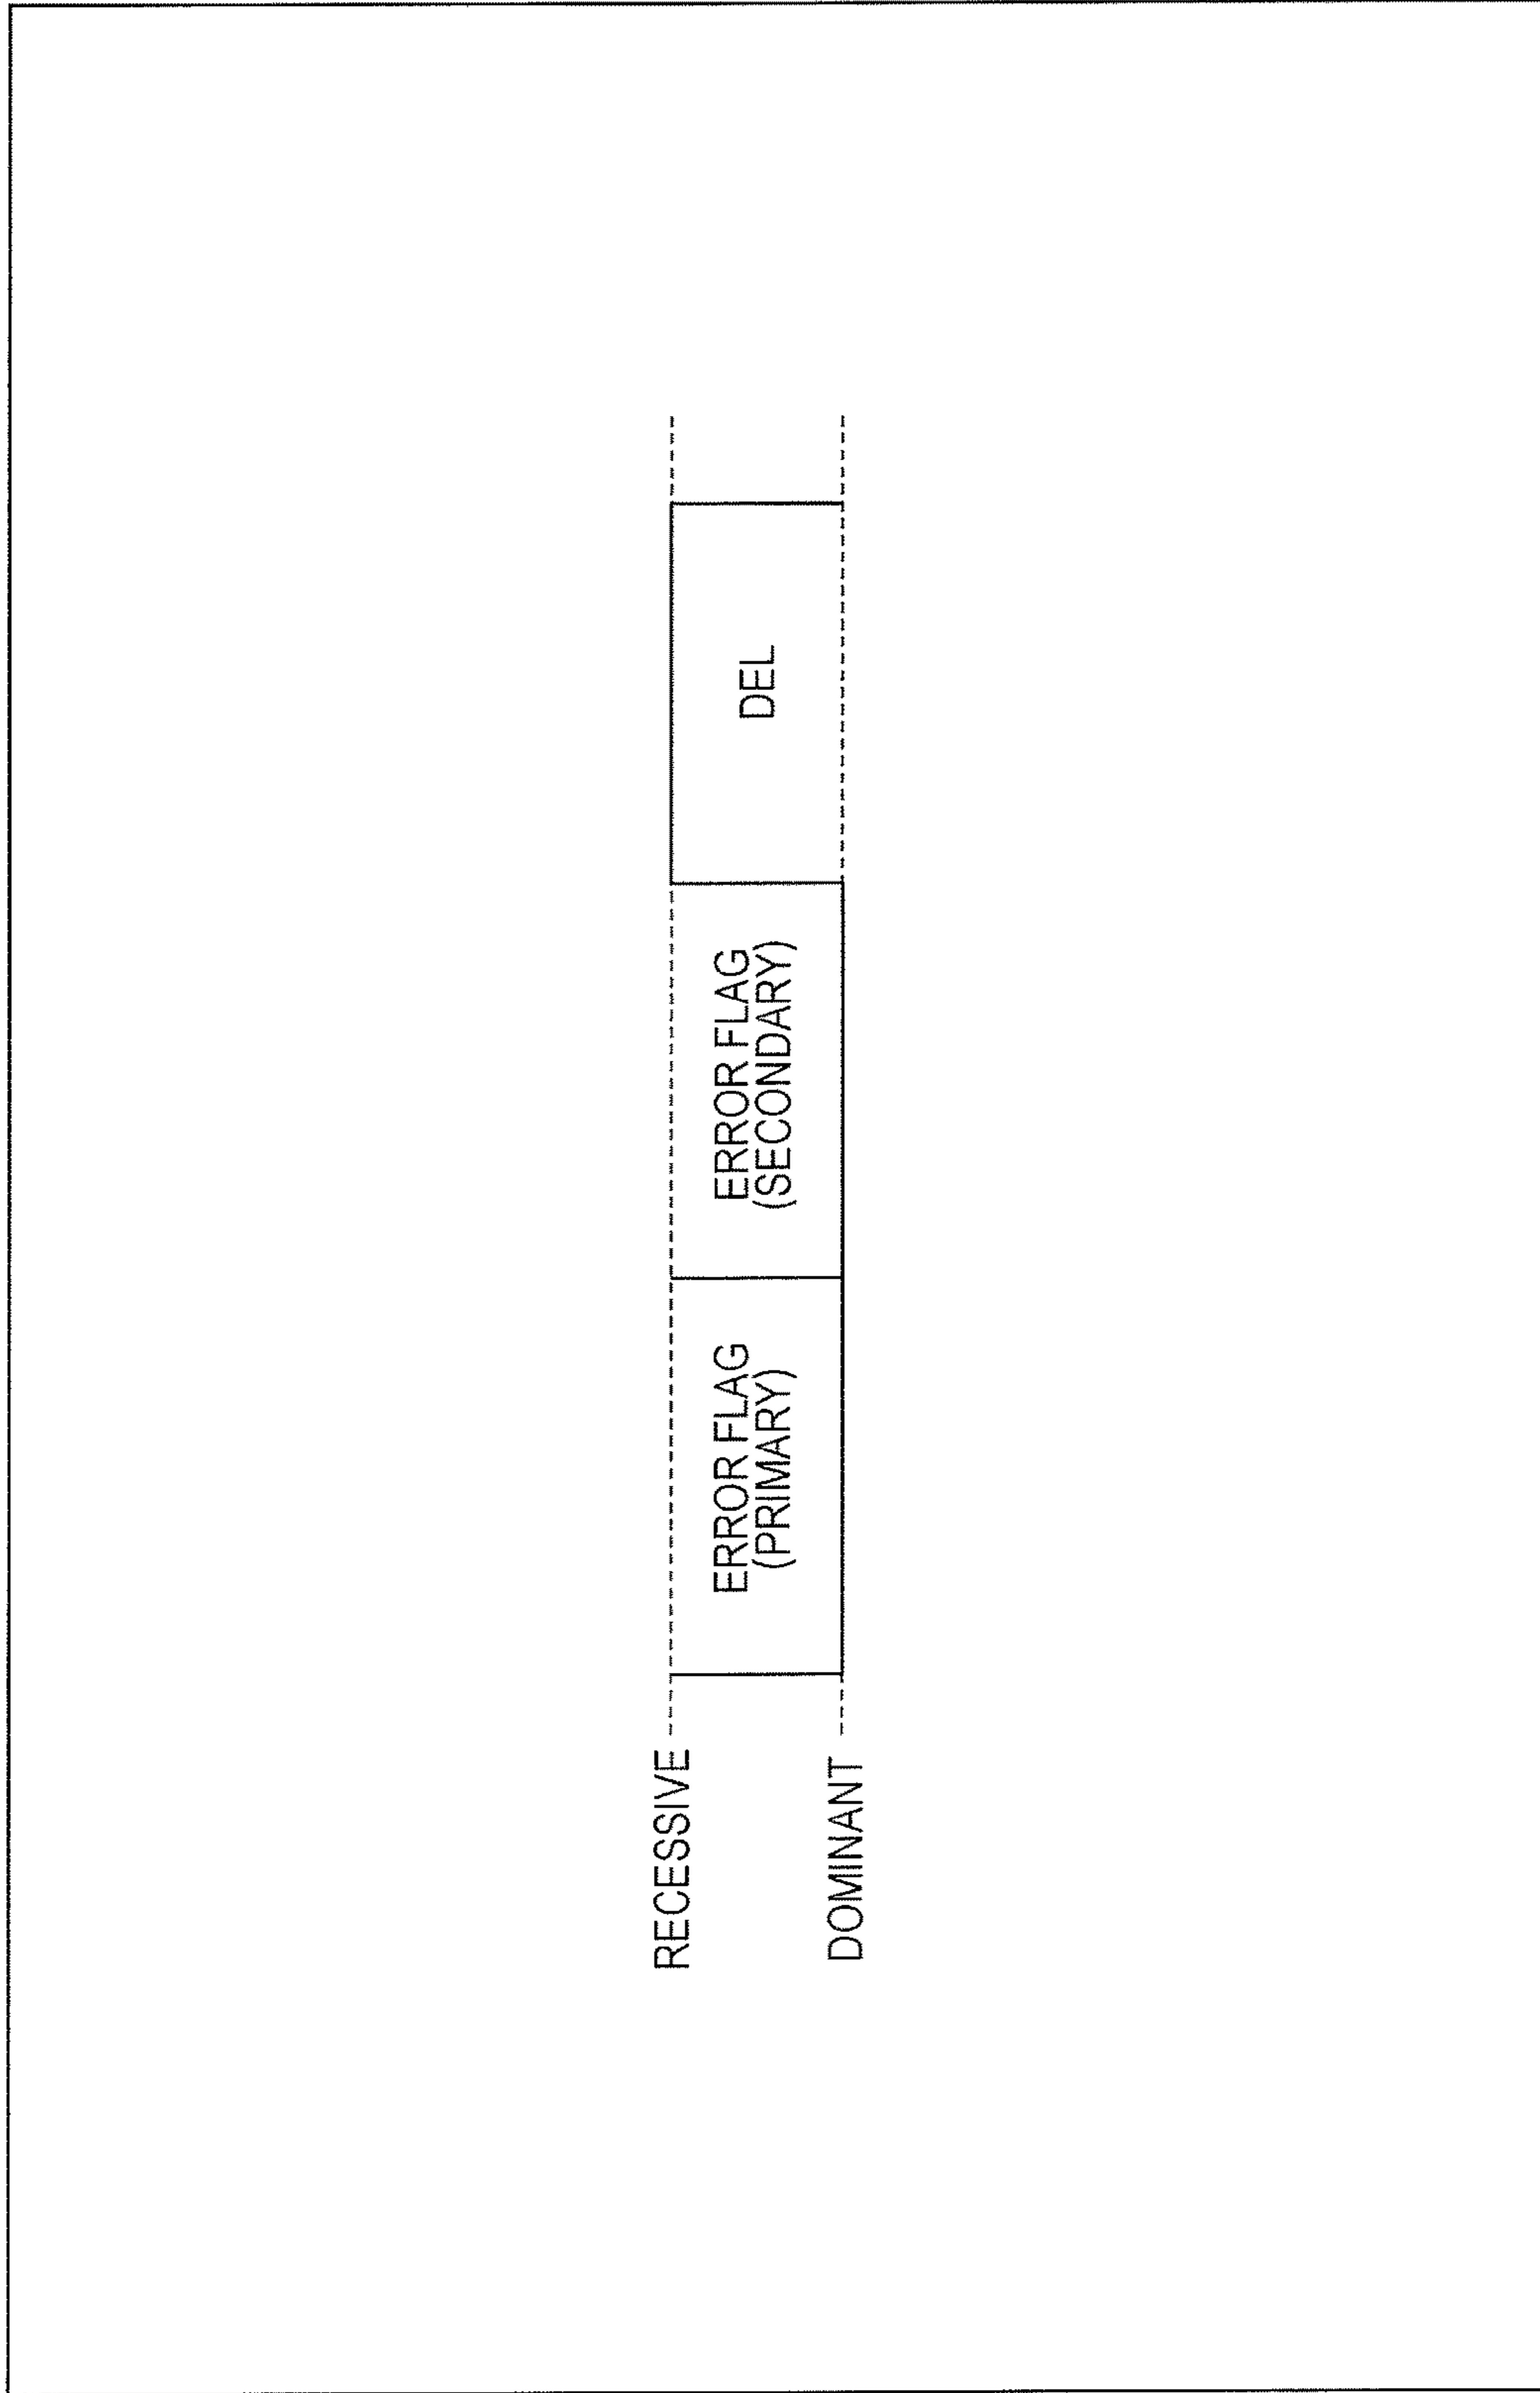 RECESSIVE
DOMINANT
ERROR FLAG
(PRIMARY)
ERROR FLAG
(SECONDARY)
DEL